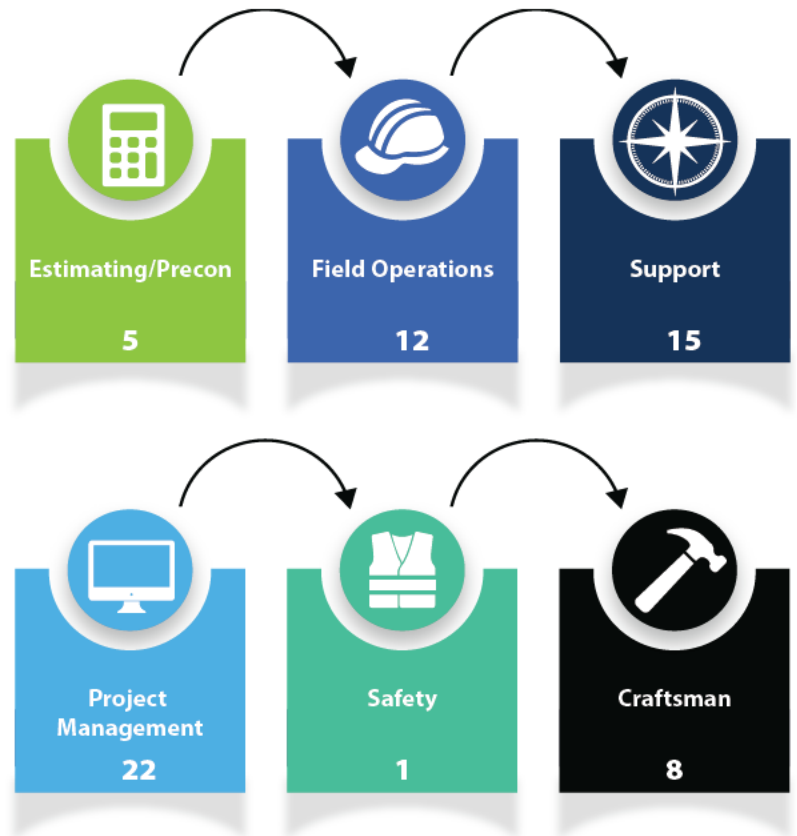 Estimating/Precon
5
Field Operations
12
Support
15
Project
Management
22
Safety
1
Craftsman
8